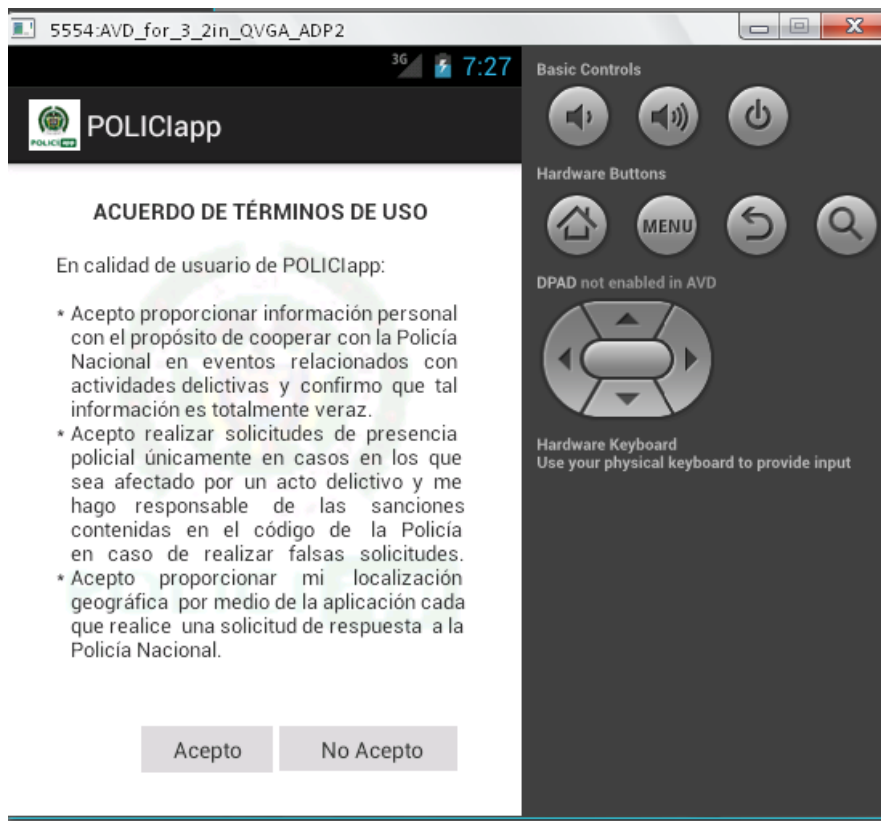 5554:AVD_for_3_2in_QVGA_ADP2
3G 7:27
POLICIapp
POLICIapp
ACUERDO DE TÉRMINOS DE USO
En calidad de usuario de POLICIapp:
* Acepto proporcionar información personal
con el propósito de cooperar con la Policía
Nacional en eventos relacionados con
actividades delictivas y confirmo que tal
información es totalmente veraz.
* Acepto realizar solicitudes de presencia
policial únicamente en casos en los que
sea afectado por un acto delictivo y me
hago responsable de las sanciones
contenidas en el código de la Policía
en caso de realizar falsas solicitudes.
* Acepto proporcionar mi localización
geográfica por medio de la aplicación cada
que realice una solicitud de respuesta a la
Policía Nacional.
Acepto
No Acepto
Basic Controls
Hardware Buttons
MENU
DPAD not enabled in AVD
Hardware Keyboard
Use your physical keyboard to provide input